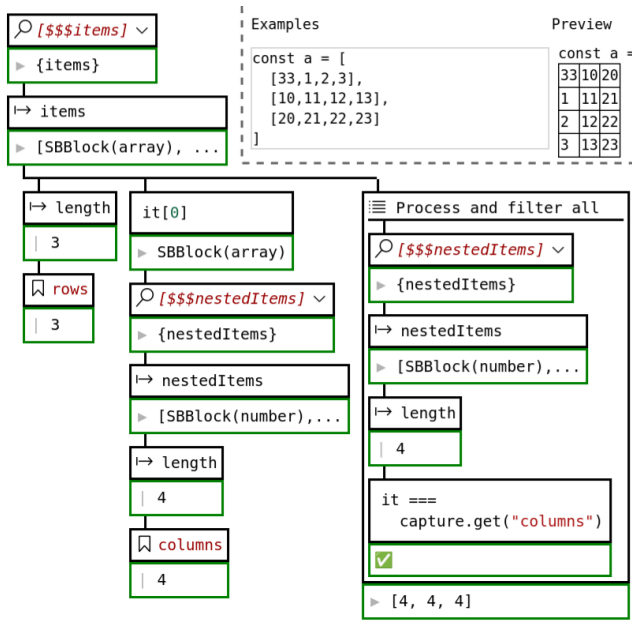 [$$$items]
▶ {items}
↦ items
▶ [SBBlock(array), ...
Examples
const a = [
[33,1,2,3],
[10,11,12,13],
[20,21,22,23]
]
Preview
const a =
33 10 20
1 11 21
2 12 22
3 13 23
↦ length
| 3
rows
| 3
it[0]
▶ SBBlock(array)
[$$$nestedItems]
▶ {nestedItems}
↦ nestedItems
▶ [SBBlock(number),...
↦ length
| 4
columns
| 4
Process and filter all
[$$$nestedItems]
▶ {nestedItems}
↦ nestedItems
▶ [SBBlock(number),...
↦ length
| 4
it ===
capture.get("columns")
✅
▶ [4, 4, 4]